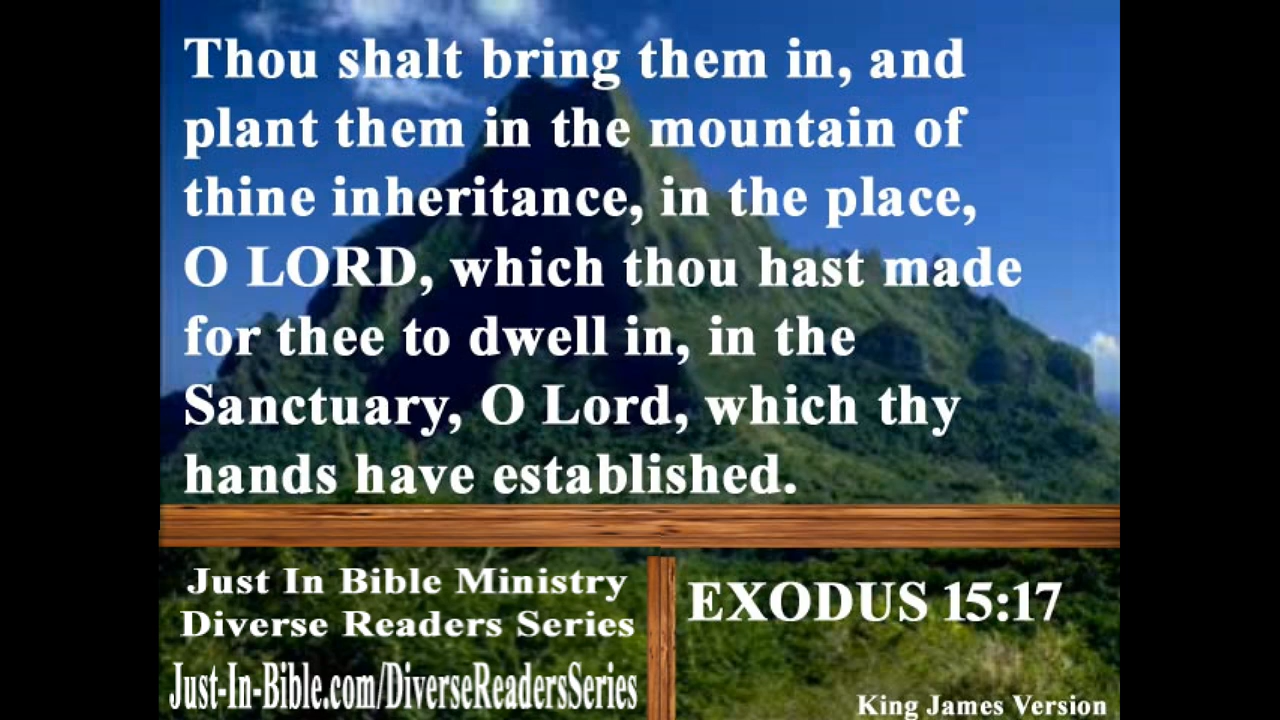 Thou shalt bring them in, and
plant them in the mountain of
thine inheritance, in the place,
O LORD, which thou hast made
for thee to dwell in, in the
Sanctuary, O Lord, which thy
hands have established.
Just In Bible Ministry
Diverse Readers Series
Just-In-Bible.com/DiverseReadersSeries
EXODUS 15:17
King James Version